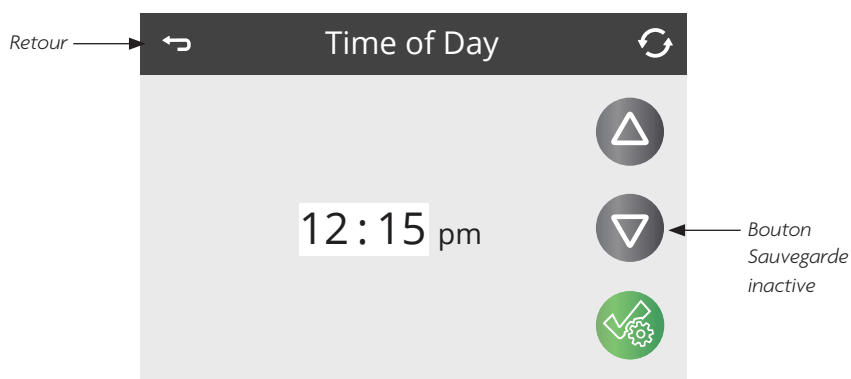 Retour
Time of Day
12:15 pm
Bouton
Sauvegarde
inactive